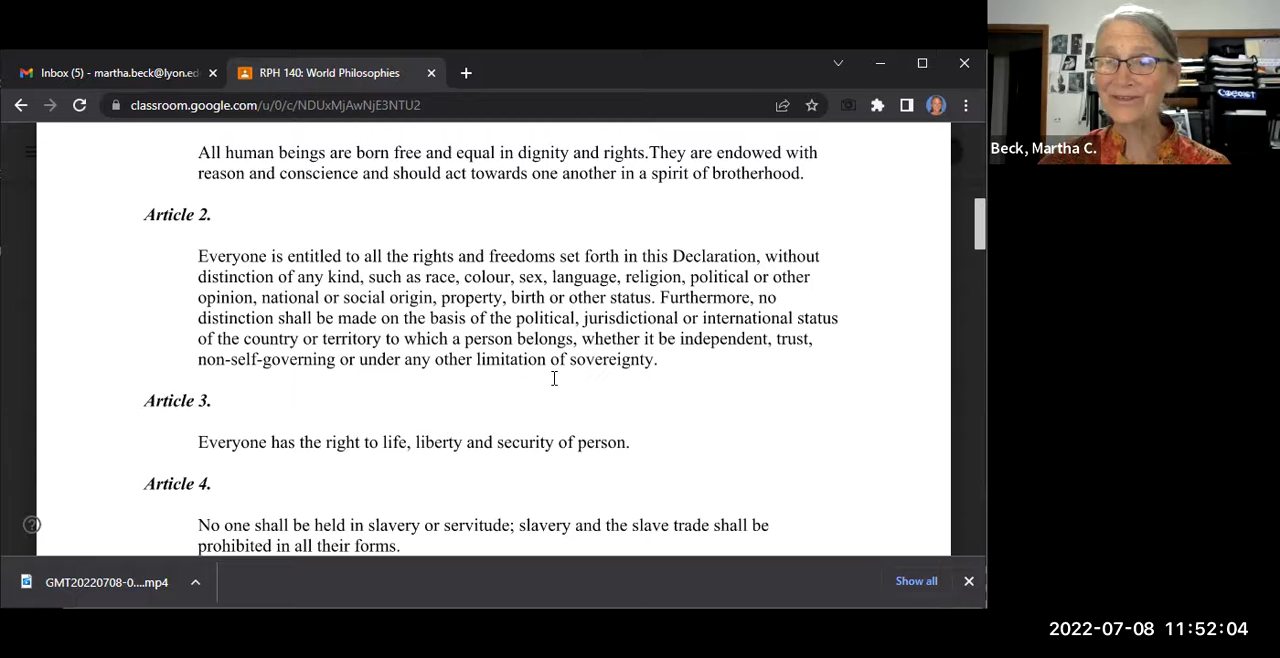 Inbox (5) - martha.beck@lyon.ed
RPH 140: World Philosophies
classroom.google.com/u/0/c/NDUxMjAwNjE3NTU2
All human beings are born free and equal in dignity and rights.They are endowed with
reason and conscience and should act towards one another in a spirit of brotherhood.
Article 2.
Everyone is entitled to all the rights and freedoms set forth in this Declaration, without
distinction of any kind, such as race, colour, sex, language, religion, political or other
opinion, national or social origin, property, birth or other status. Furthermore, no
distinction shall be made on the basis of the political, jurisdictional or international status
of the country or territory to which a person belongs, whether it be independent, trust,
non-self-governing or under any other limitation of sovereignty.
Article 3.
Everyone has the right to life, liberty and security of person.
Article 4.
No one shall be held in slavery or servitude; slavery and the slave trade shall be
prohibited in all their forms.
GMT20220708-0....mp4
Show all
Beck, Martha C.
2022-07-08 11:52:04